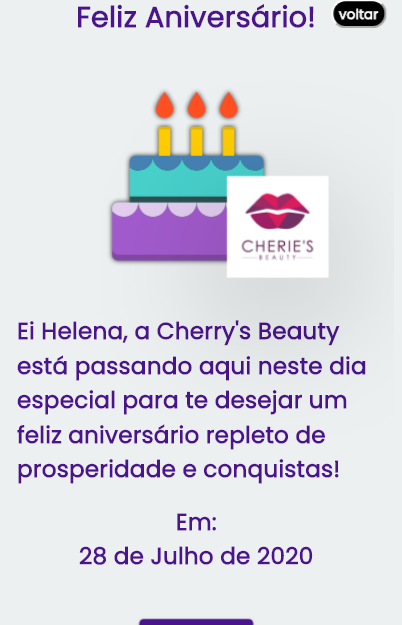 Feliz Aniversário!
voltar
CHERIE'S
BEAUTY
Ei Helena, a Cherry's Beauty
está passando aqui neste dia
especial para te desejar um
feliz aniversário repleto de
prosperidade e conquistas!
Em:
28 de Julho de 2020